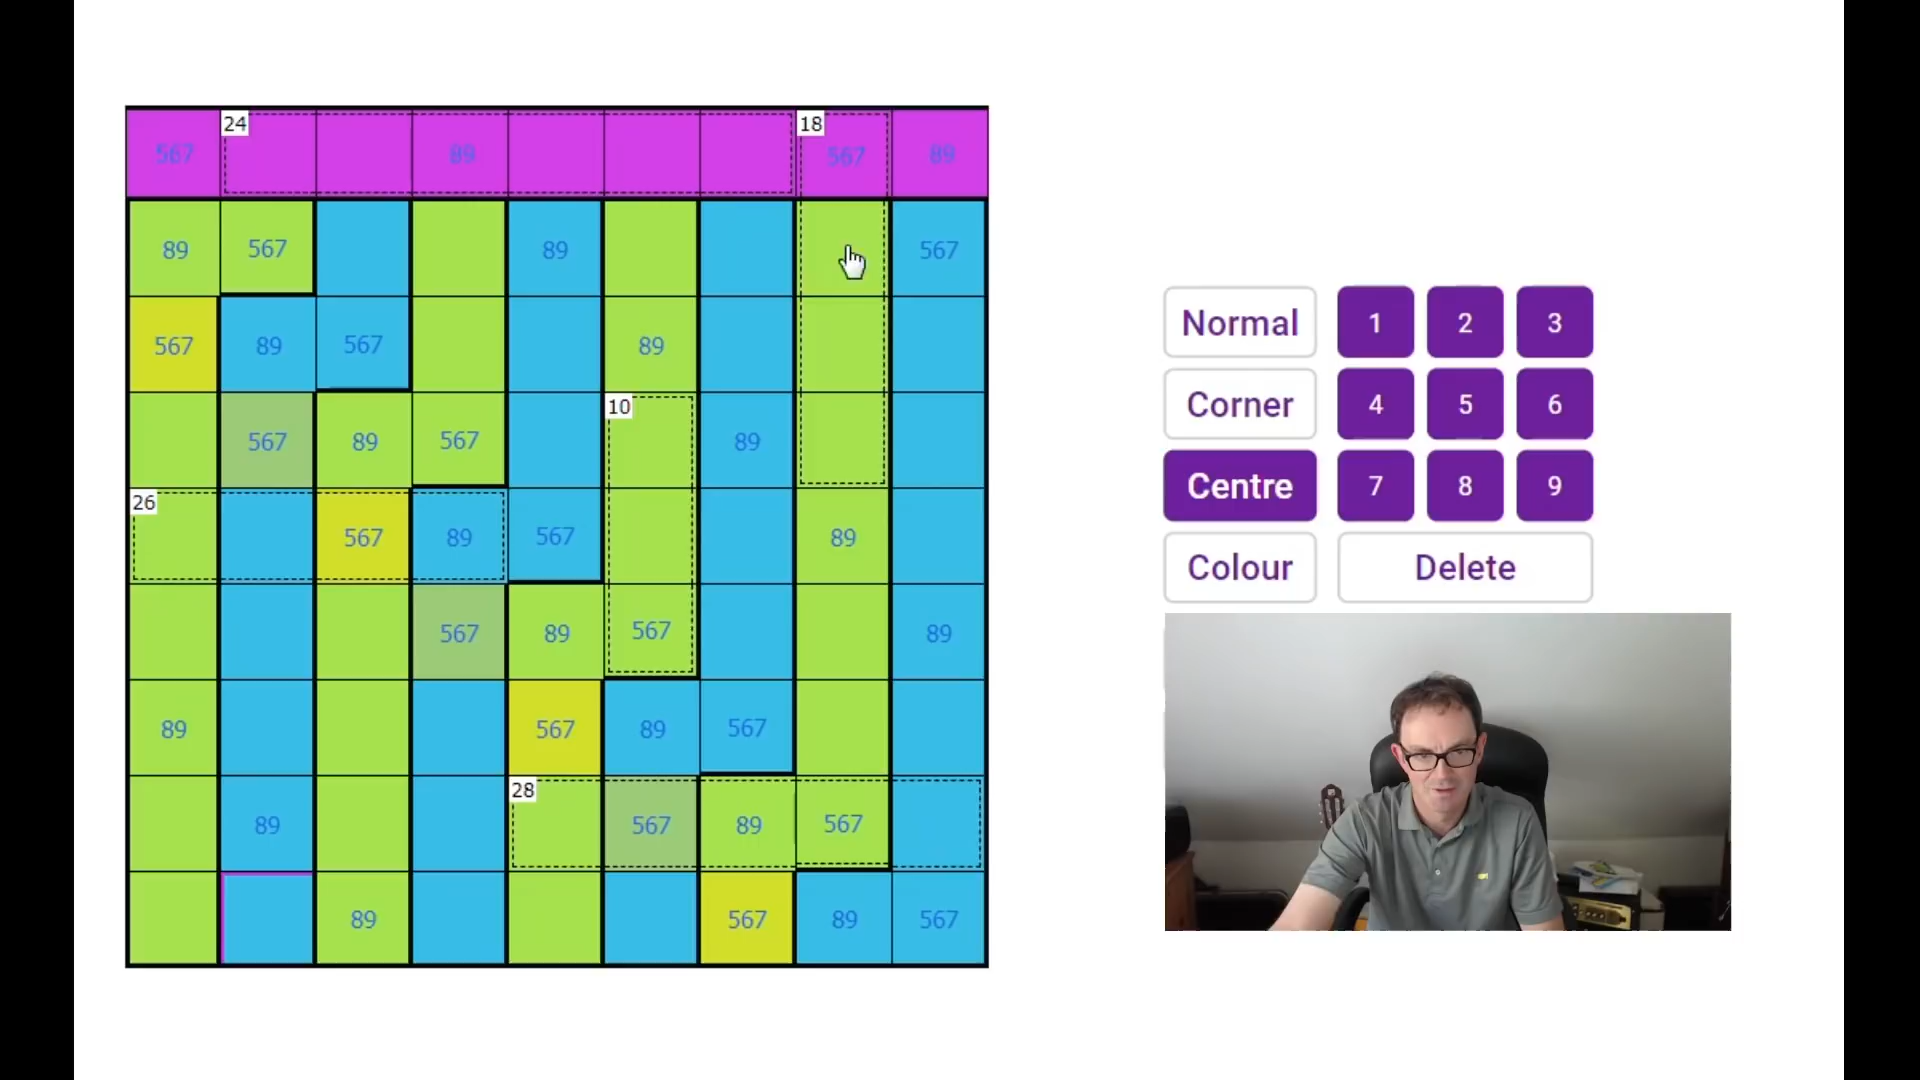 24 18
567 89 567 89
89 567 89 567
567 89 567 89
10
567 89 567 89
26
567 89 567 89
567 89 567 89
89 567 89 567
28
89 567 89 567
89 567 89 567
Normal 1 2 3
Corner 4 5 6
Centre 7 8 9
Colour Delete